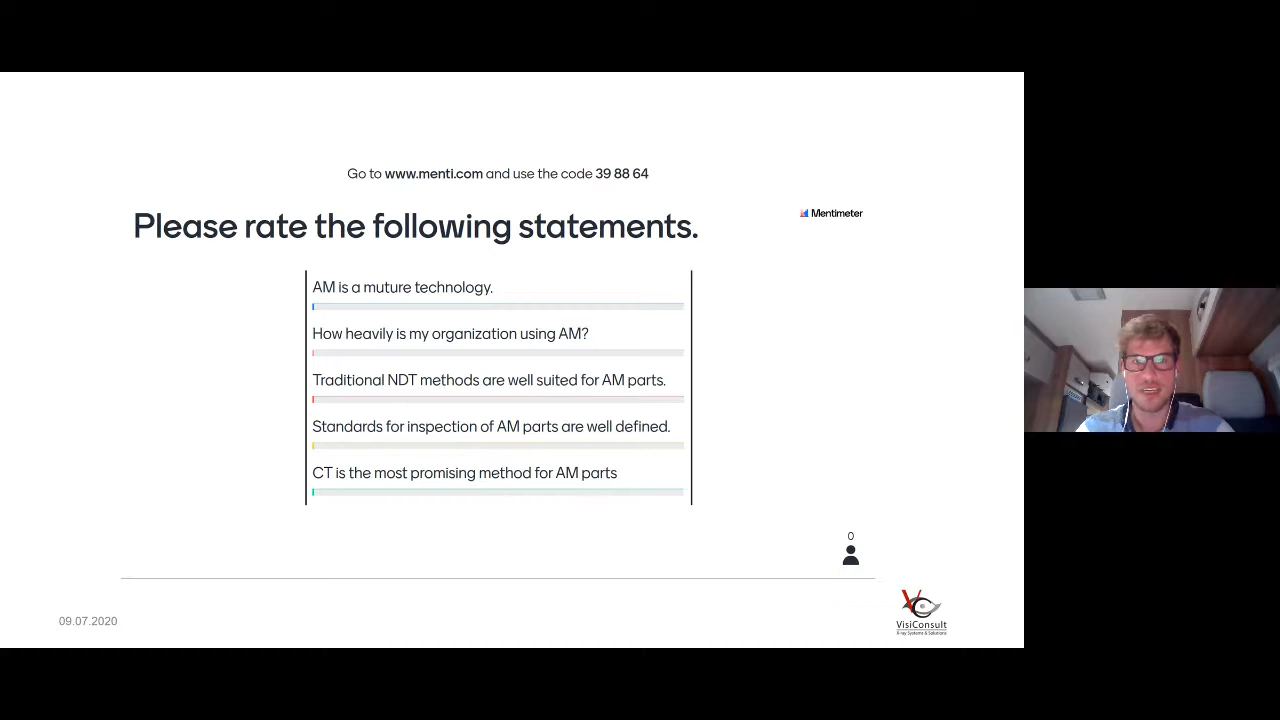 Go to www.menti.com and use the code 39 88 64
Please rate the following statements.
Mentimeter
AM is a muture technology.
How heavily is my organization using AM?
Traditional NDT methods are well suited for AM parts.
Standards for inspection of AM parts are well defined.
CT is the most promising method for AM parts
0
09.07.2020
VisiConsult
X-ray Systems & Solutions